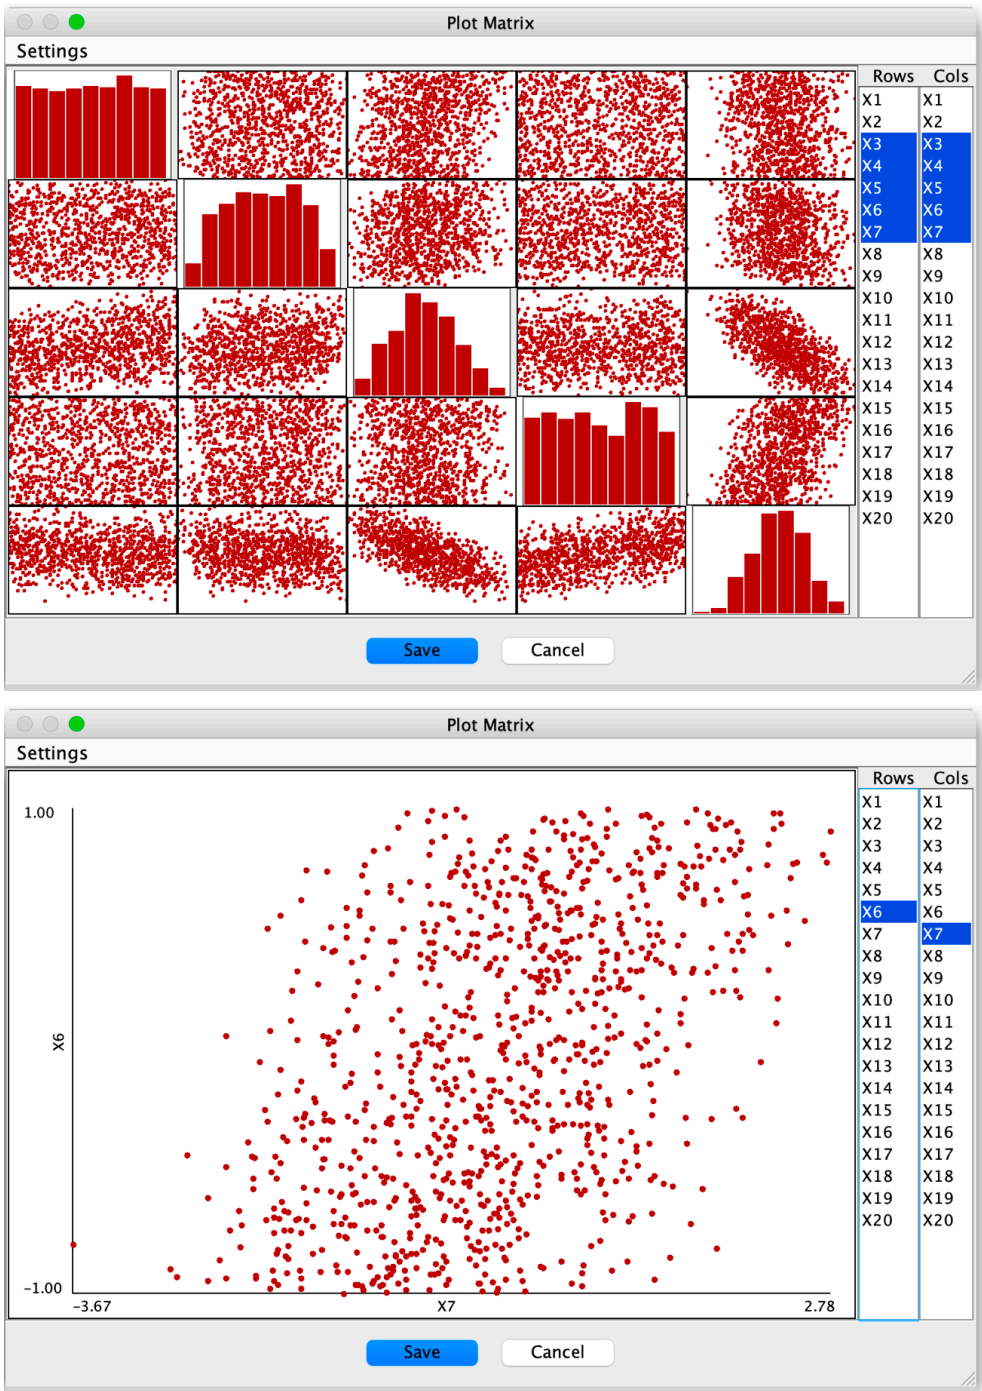 Plot Matrix
Settings
Rows Cols
X1 X1
X2 X2
X3 X3
X4 X4
X5 X5
X6 X6
X7 X7
X8 X8
X9 X9
X10 X10
X11 X11
X12 X12
X13 X13
X14 X14
X15 X15
X16 X16
X17 X17
X18 X18
X19 X19
X20 X20
Save Cancel
Plot Matrix
Settings
Rows Cols
1.00
X6
-1.00
-3.67 X7 2.78
X1 X1
X2 X2
X3 X3
X4 X4
X5 X5
X6 X6
X7 X7
X8 X8
X9 X9
X10 X10
X11 X11
X12 X12
X13 X13
X14 X14
X15 X15
X16 X16
X17 X17
X18 X18
X19 X19
X20 X20
Save Cancel